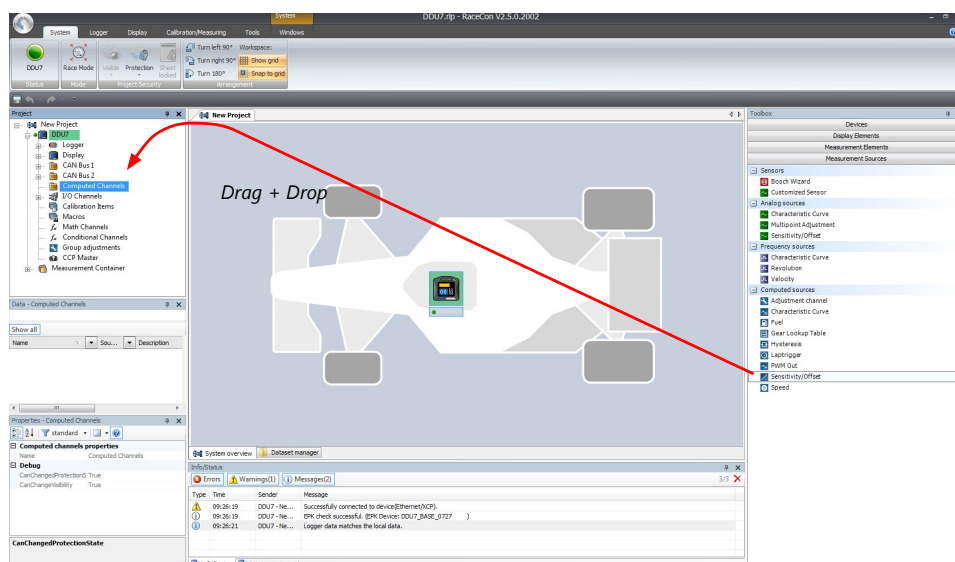 System
DDU7.rlp - RaceCon V2.5.0.2002
System Logger Display Calibration/Measuring Tools Windows
DDU7
Race Mode
visible
Protection
Sheet locked
Turn left 90°
Turn right 90°
Turn 180°
Workspace:
Show grid
Snap to grid
Status Mode Project Security Arrangement
Project
New Project
DDU7
Logger
Display
CAN Bus 1
CAN Bus 2
Computed Channels
I/O Channels
Calibration Items
Macros
Math Channels
Conditional Channels
Group adjustments
CCP Master
Measurement Container
Data - Computed Channels
Show all
Name Sou... Description
Properties - Computed Channels
standard
Computed channels properties
Name Computed Channels
Debug
CanChangedProtectionS True
CanChangeVisibility True
CanChangedProtectionState
New Project
Drag + Drop
System overview Dataset manager
Info/Status
Errors Warnings(1) Messages(2) 3/3
Type Time Sender Message
09:26:19 DDU7 - Ne... Successfully connected to device(Ethernet/XCP).
09:26:19 DDU7 - Ne... EPK check successful. (EPK Device: DDU7_BASE_0727 )
09:26:21 DDU7 - Ne... Logger data matches the local data.
Toolbox
Devices
Display Elements
Measurement Elements
Measurement Sources
Sensors
Bosch Wizard
Customized Sensor
Analog sources
Characteristic Curve
Multipoint Adjustment
Sensitivity/Offset
Frequency sources
Characteristic Curve
Revolution
Velocity
Computed sources
Adjustment channel
Characteristic Curve
Fuel
Gear Lookup Table
Hysteresis
Laptrigger
PWM Out
Sensitivity/Offset
Speed